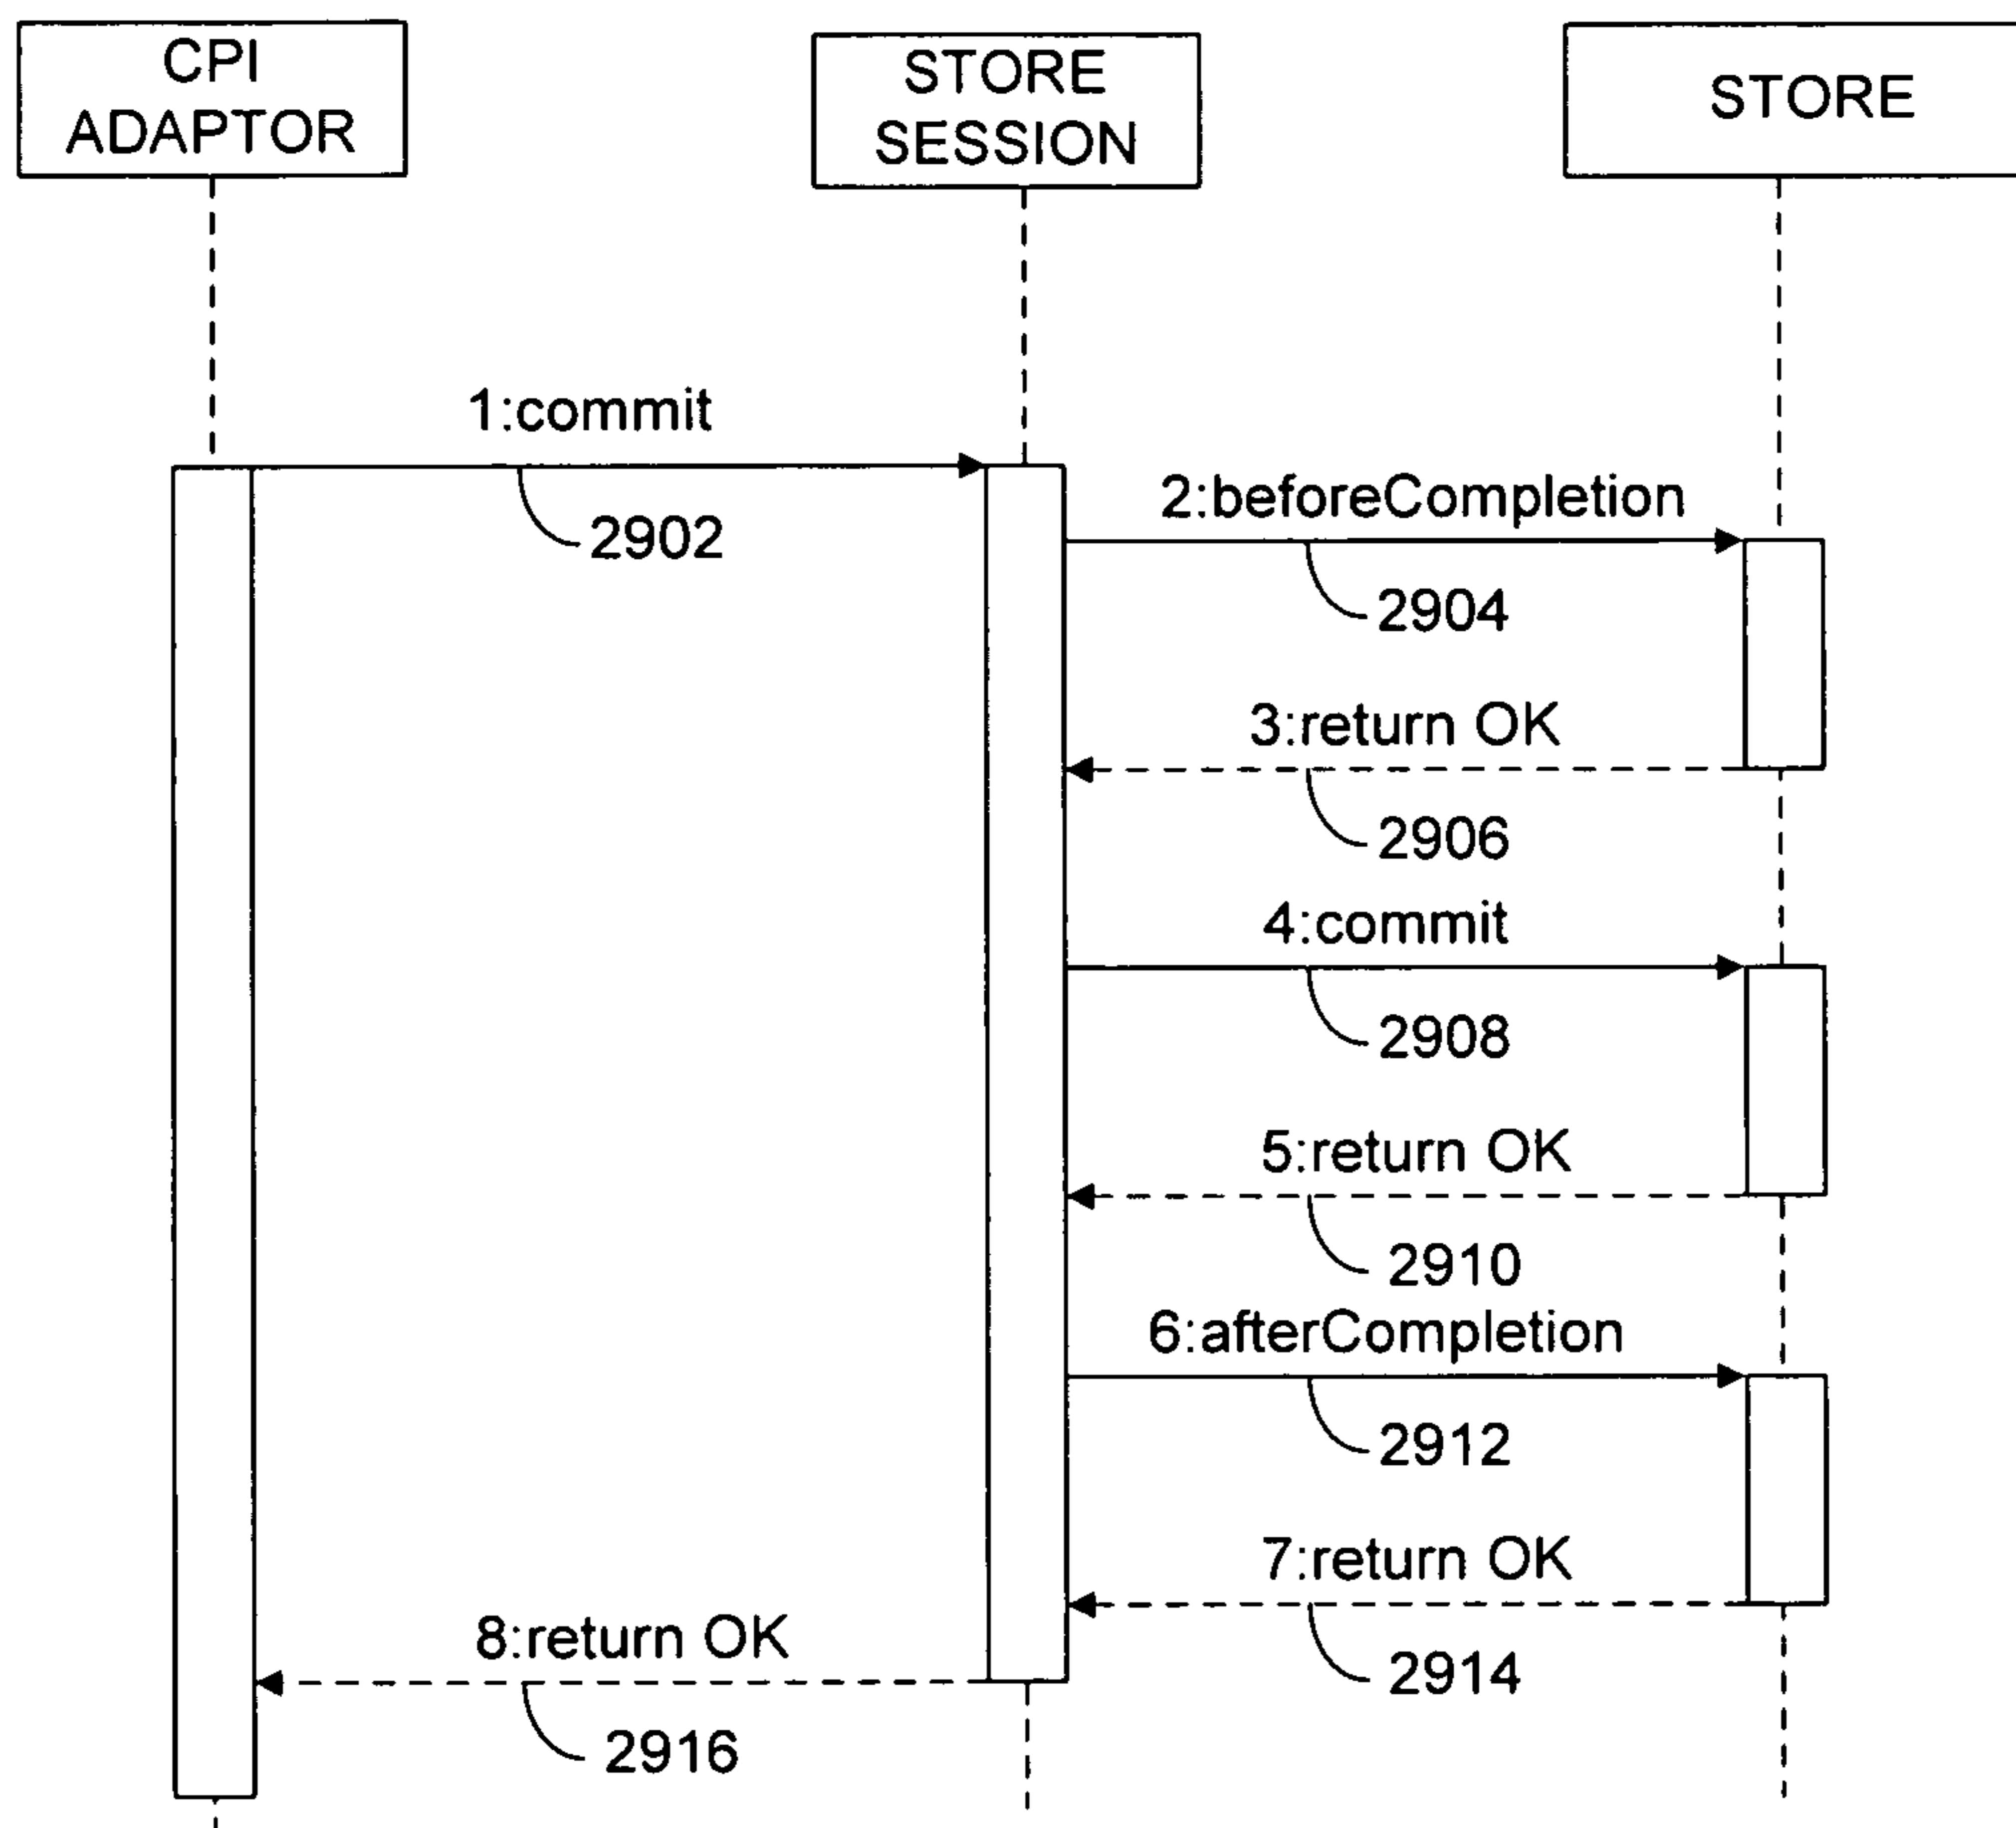 CPI
ADAPTOR
STORE
SESSION
STORE
1:commit
2902
2:beforeCompletion
2904
3:return OK
2906
4:commit
2908
5:return OK
2910
6:afterCompletion
2912
7:return OK
2914
8:return OK
2916